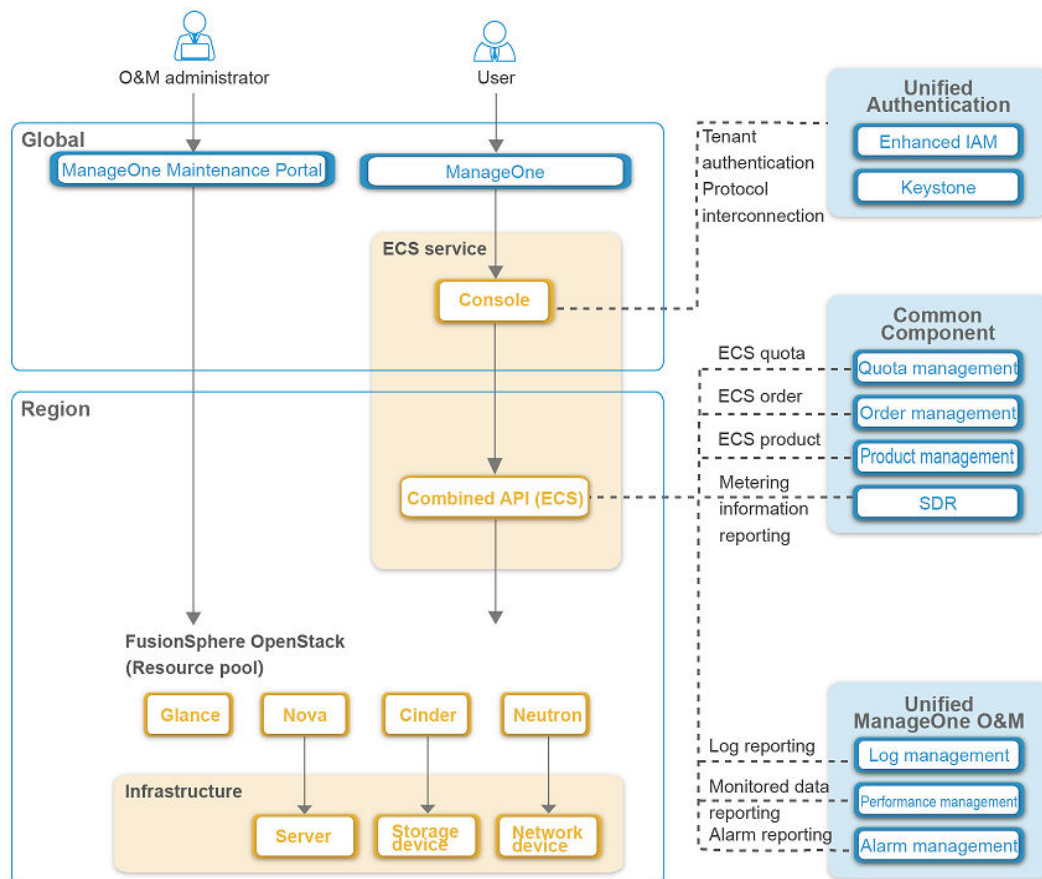 O&M administrator
User
Global
ManageOne Maintenance Portal
ManageOne
Tenant
authentication
Protocol
interconnection
Unified
Authentication
Enhanced IAM
Keystone
ECS service
Console
Region
Combined API (ECS)
ECS quota
ECS order
ECS product
Metering
information
reporting
Common
Component
Quota management
Order management
Product management
SDR
FusionSphere OpenStack
(Resource pool)
Glance
Nova
Cinder
Neutron
Infrastructure
Server
Storage
device
Network
device
Log reporting
Monitored data
reporting
Alarm reporting
Unified
ManageOne O&M
Log management
Performance management
Alarm management